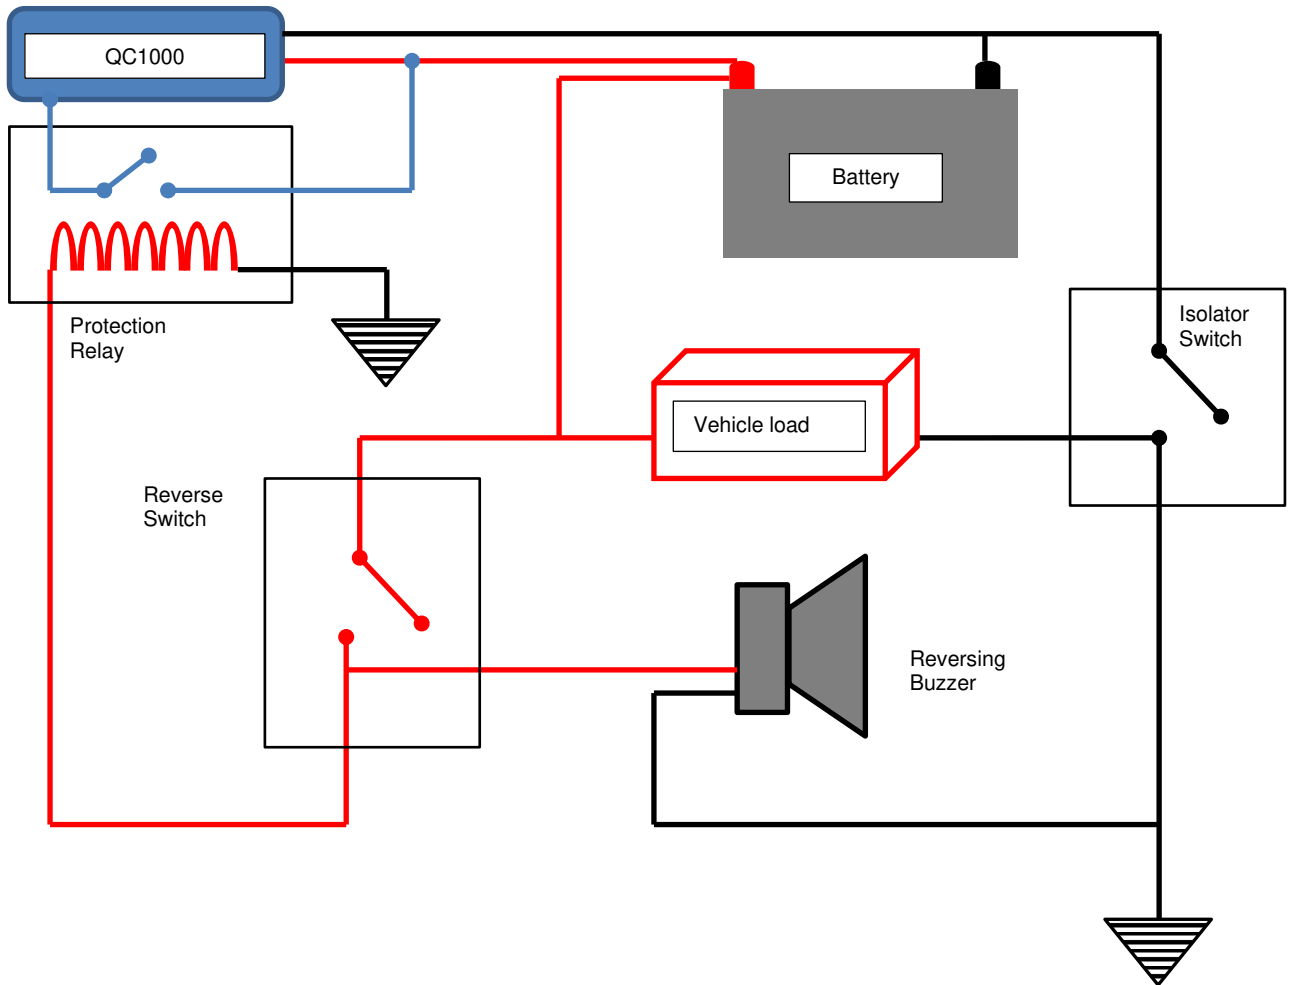 QC1000
Battery
Isolator
Switch
Protection
Relay
Vehicle load
Reverse
Switch
Reversing
Buzzer